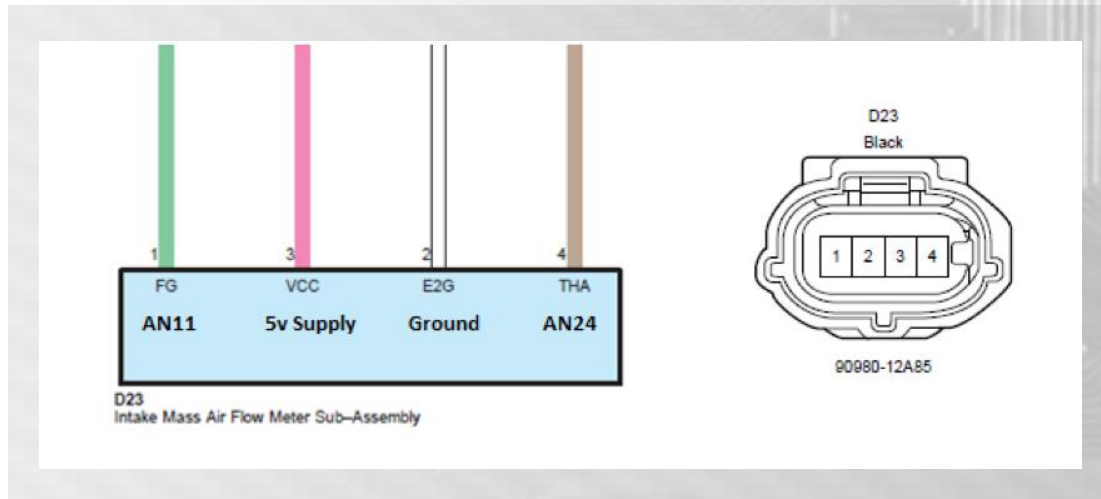 1 3 2 4
FG VCC E2G THA
AN11 5v Supply Ground AN24
D23
Intake Mass Air Flow Meter Sub–Assembly
D23
Black
1 2 3 4
90980-12A85